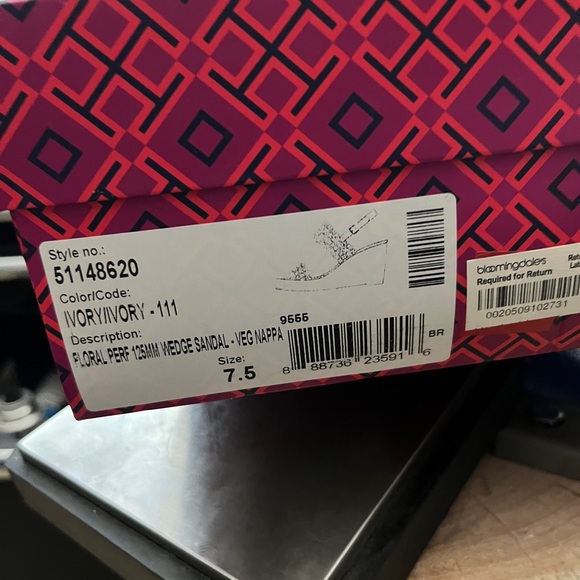 Style no.:
51148620
Color/Code:
IVORY/IVORY - 111
Description:
FLORAL PERF 125MM WEDGE SANDAL - VEG NAPPA
9555
Size:
7.5
BR
8 88736 23591 6
bloomingdale's
Required for Return
0020509102731